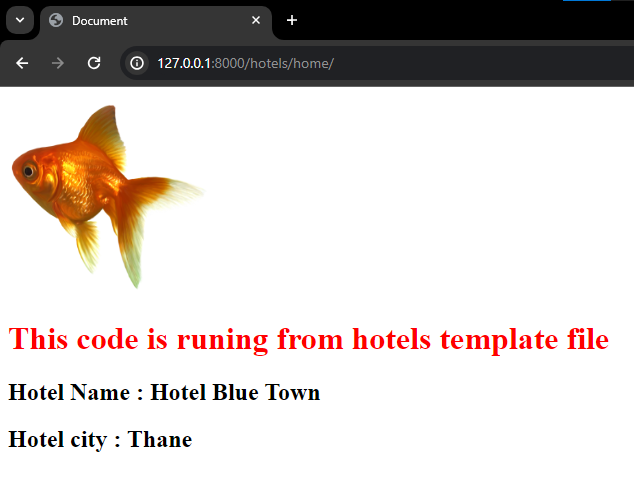 Document
127.0.0.1:8000/hotels/home/
This code is runing from hotels template file
Hotel Name : Hotel Blue Town
Hotel city : Thane